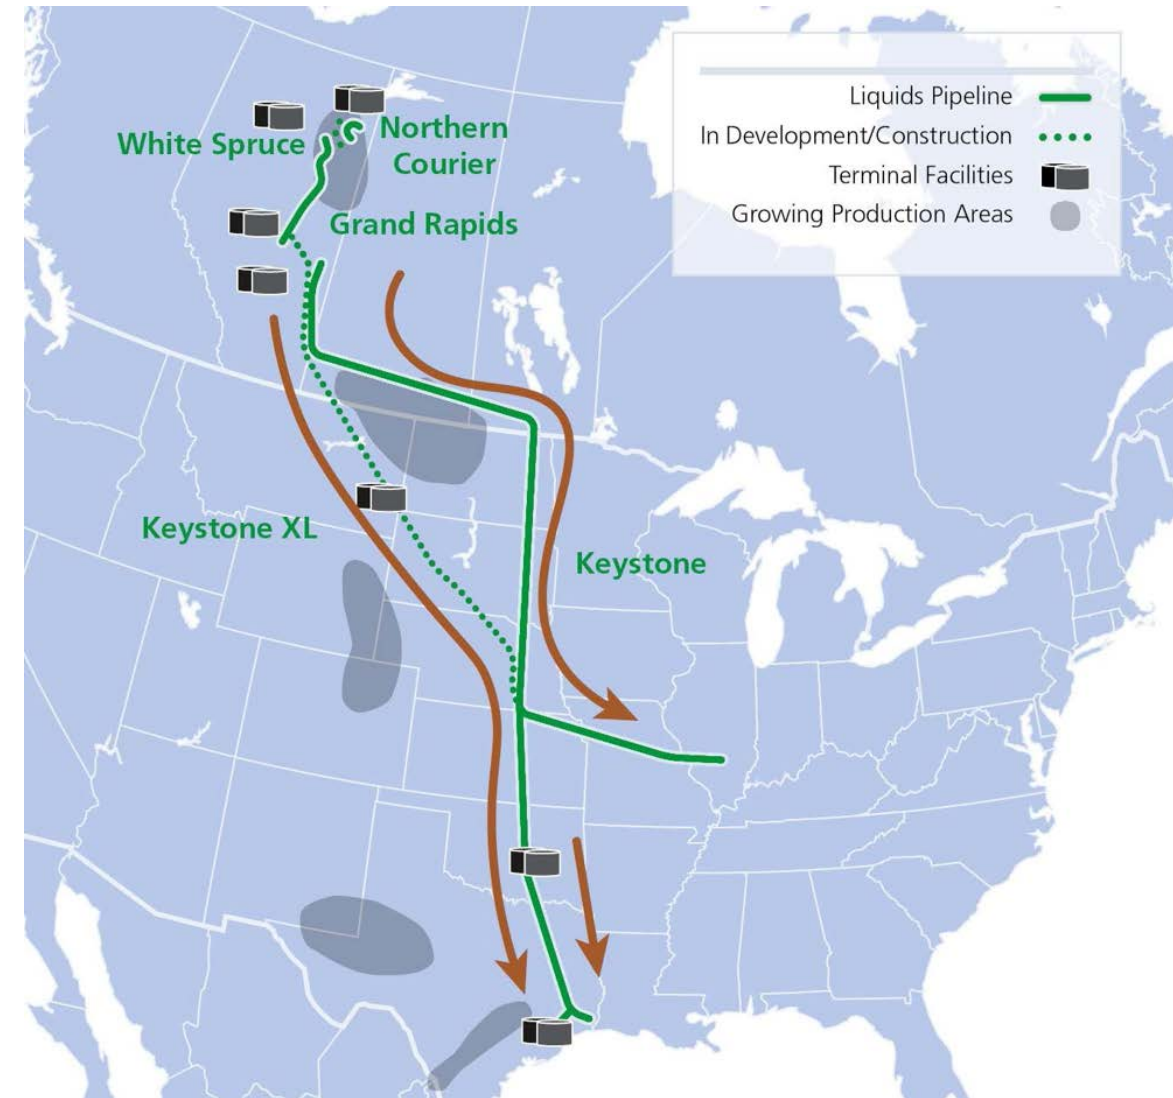 Liquids Pipeline
In Development/Construction
Terminal Facilities
Growing Production Areas
White Spruce
Northern
Courier
Grand Rapids
Keystone XL
Keystone